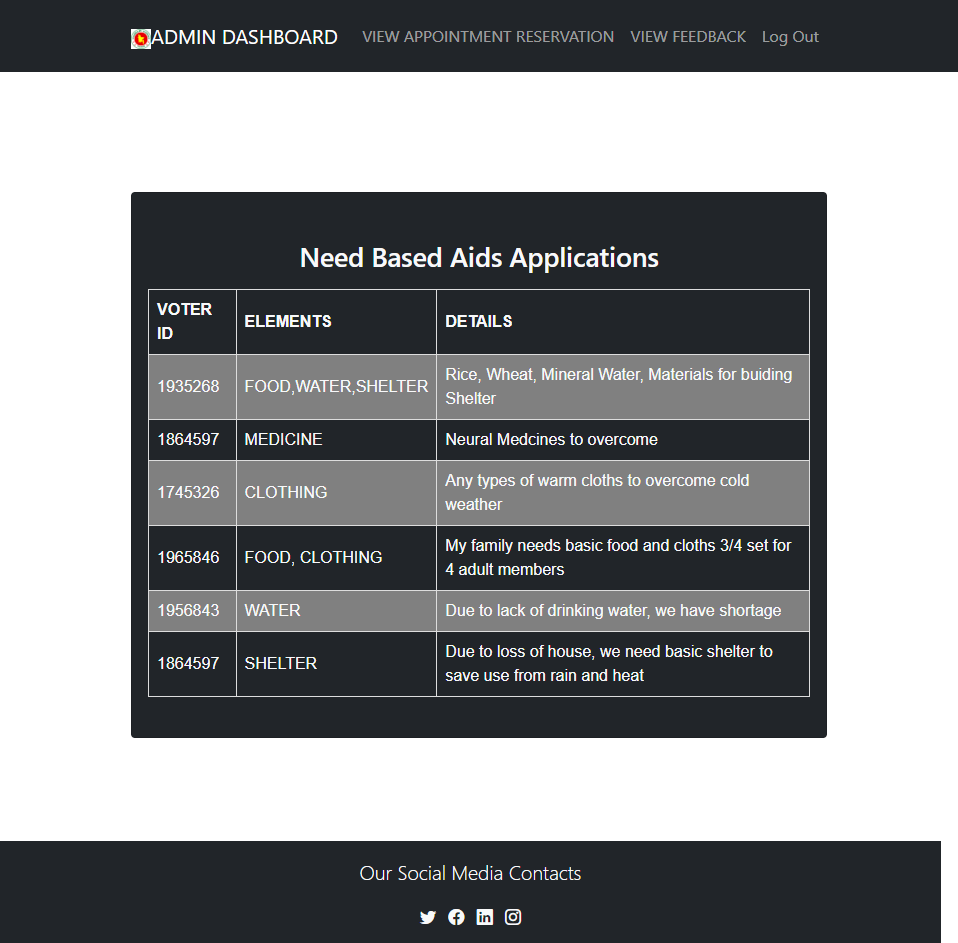 ADMIN DASHBOARD VIEW APPOINTMENT RESERVATION VIEW FEEDBACK Log Out
Need Based Aids Applications
VOTER
ID
ELEMENTS
DETAILS
1935268
FOOD,WATER,SHELTER
Rice, Wheat, Mineral Water, Materials for buiding
Shelter
1864597
MEDICINE
Neural Medcines to overcome
1745326
CLOTHING
Any types of warm cloths to overcome cold
weather
1965846
FOOD, CLOTHING
My family needs basic food and cloths 3/4 set for
4 adult members
1956843
WATER
Due to lack of drinking water, we have shortage
1864597
SHELTER
Due to loss of house, we need basic shelter to
save use from rain and heat
Our Social Media Contacts